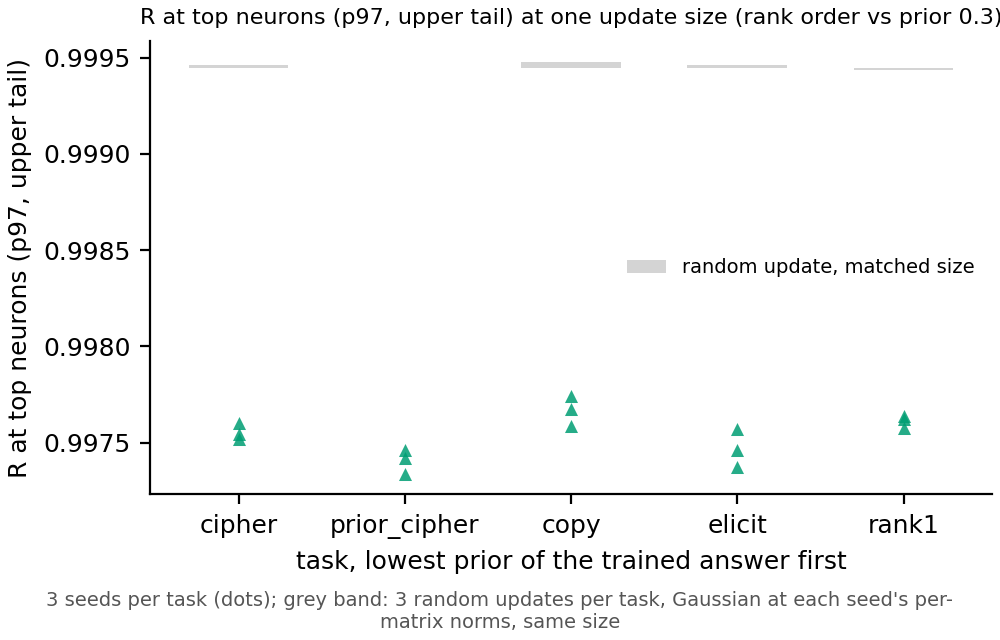 R at top neurons (p97, upper tail) at one update size (rank order vs prior 0.3)
R at top neurons (p97, upper tail)
0.9995
0.9990
0.9985
0.9980
0.9975
random update, matched size
cipher
prior_cipher
copy
elicit
rank1
task, lowest prior of the trained answer first
3 seeds per task (dots); grey band: 3 random updates per task, Gaussian at each seed's per-
matrix norms, same size